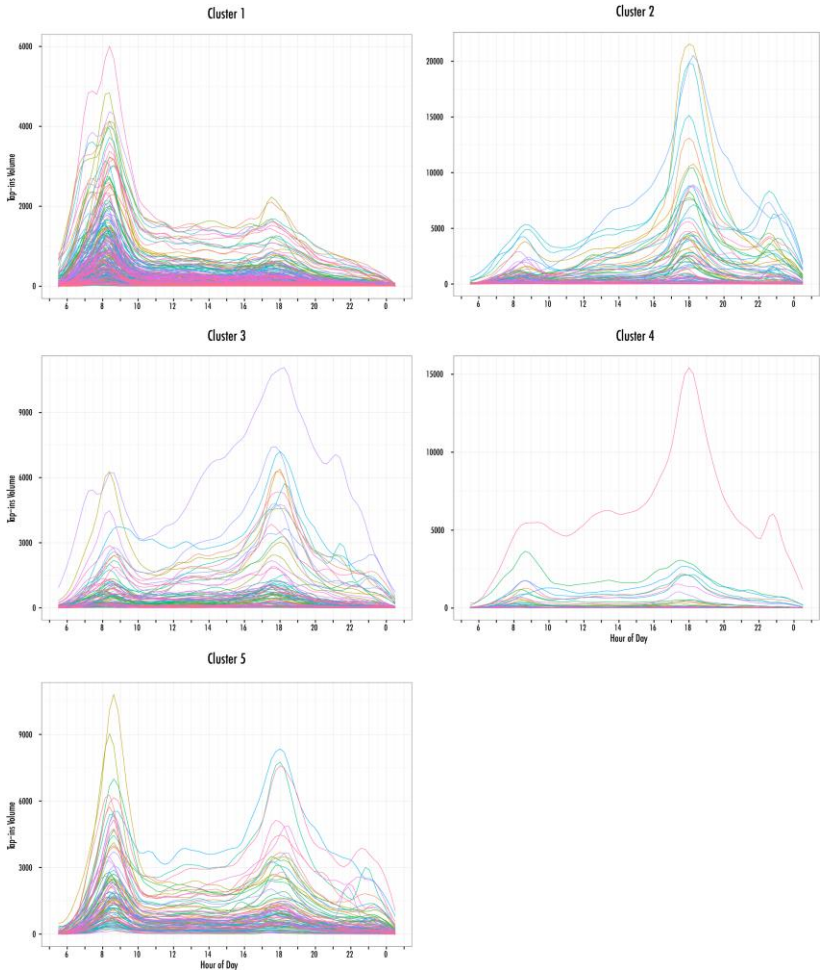 Cluster 1
Tap-ins Volume
6000
4000
2000
0
6 8 10 12 14 16 18 20 22 0
Cluster 2
20000
15000
10000
5000
0
6 8 10 12 14 16 18 20 22 0
Cluster 3
Tap-ins Volume
9000
6000
3000
0
6 8 10 12 14 16 18 20 22 0
Cluster 4
15000
10000
5000
0
6 8 10 12 14 16 18 20 22 0
Hour of Day
Cluster 5
Tap-ins Volume
9000
6000
3000
0
6 8 10 12 14 16 18 20 22 0
Hour of Day